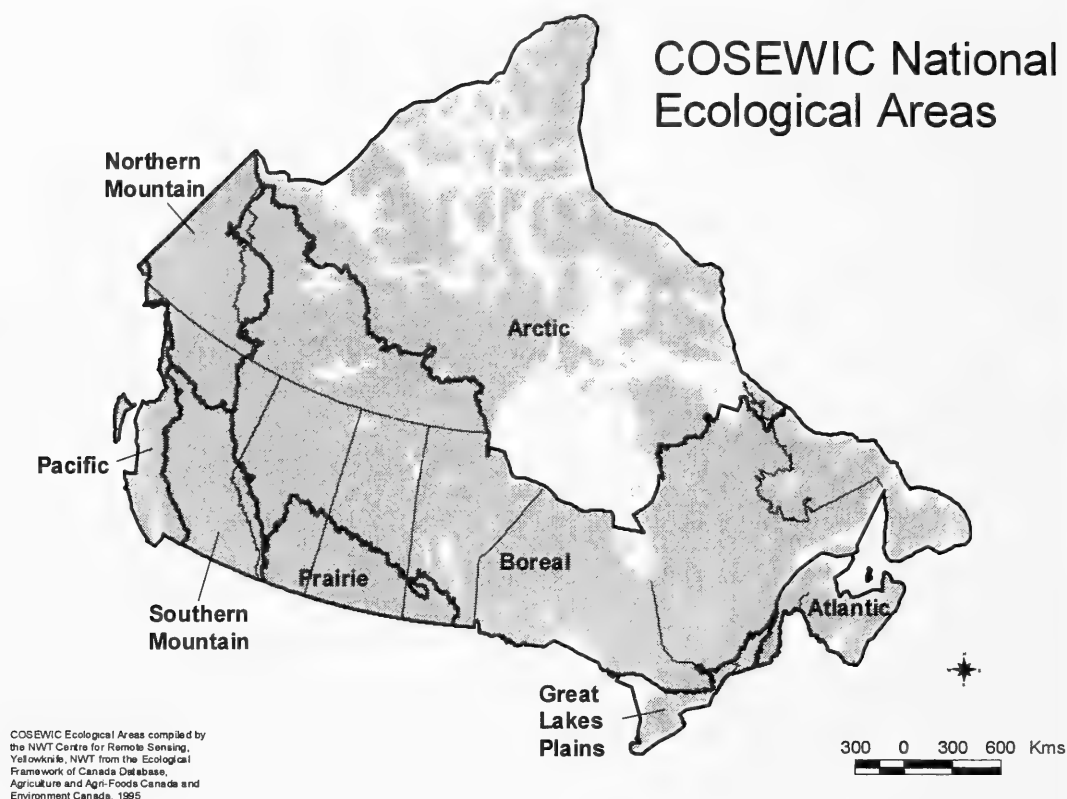 COSEWIC National
Ecological Areas
Northern
Mountain
Arctic
Pacific
Boreal
Prairie
Atlantic
Southern
Mountain
Great
Lakes
Plains
COSEWIC Ecological Areas compiled by
the NWT Centre for Remote Sensing,
Yellowknife, NWT from the Ecological
Framework of Canada Database,
Agriculture and Agri-Foods Canada and
Environment Canada, 1995
300 0 300 600 Kms